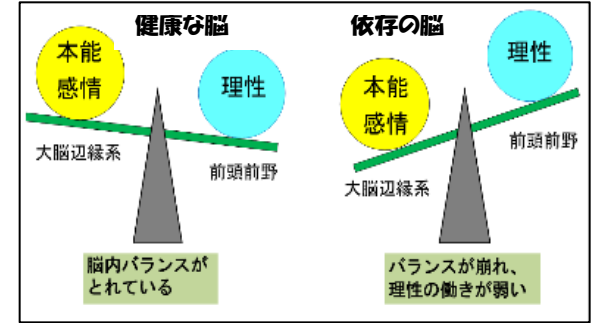 健康な脳
本能
感情
理性
大脳辺縁系
前頭前野
脳内バランスが
とれている
依存の脳
理性
本能
感情
前頭前野
大脳辺縁系
バランスが崩れ、
理性の働きが弱い